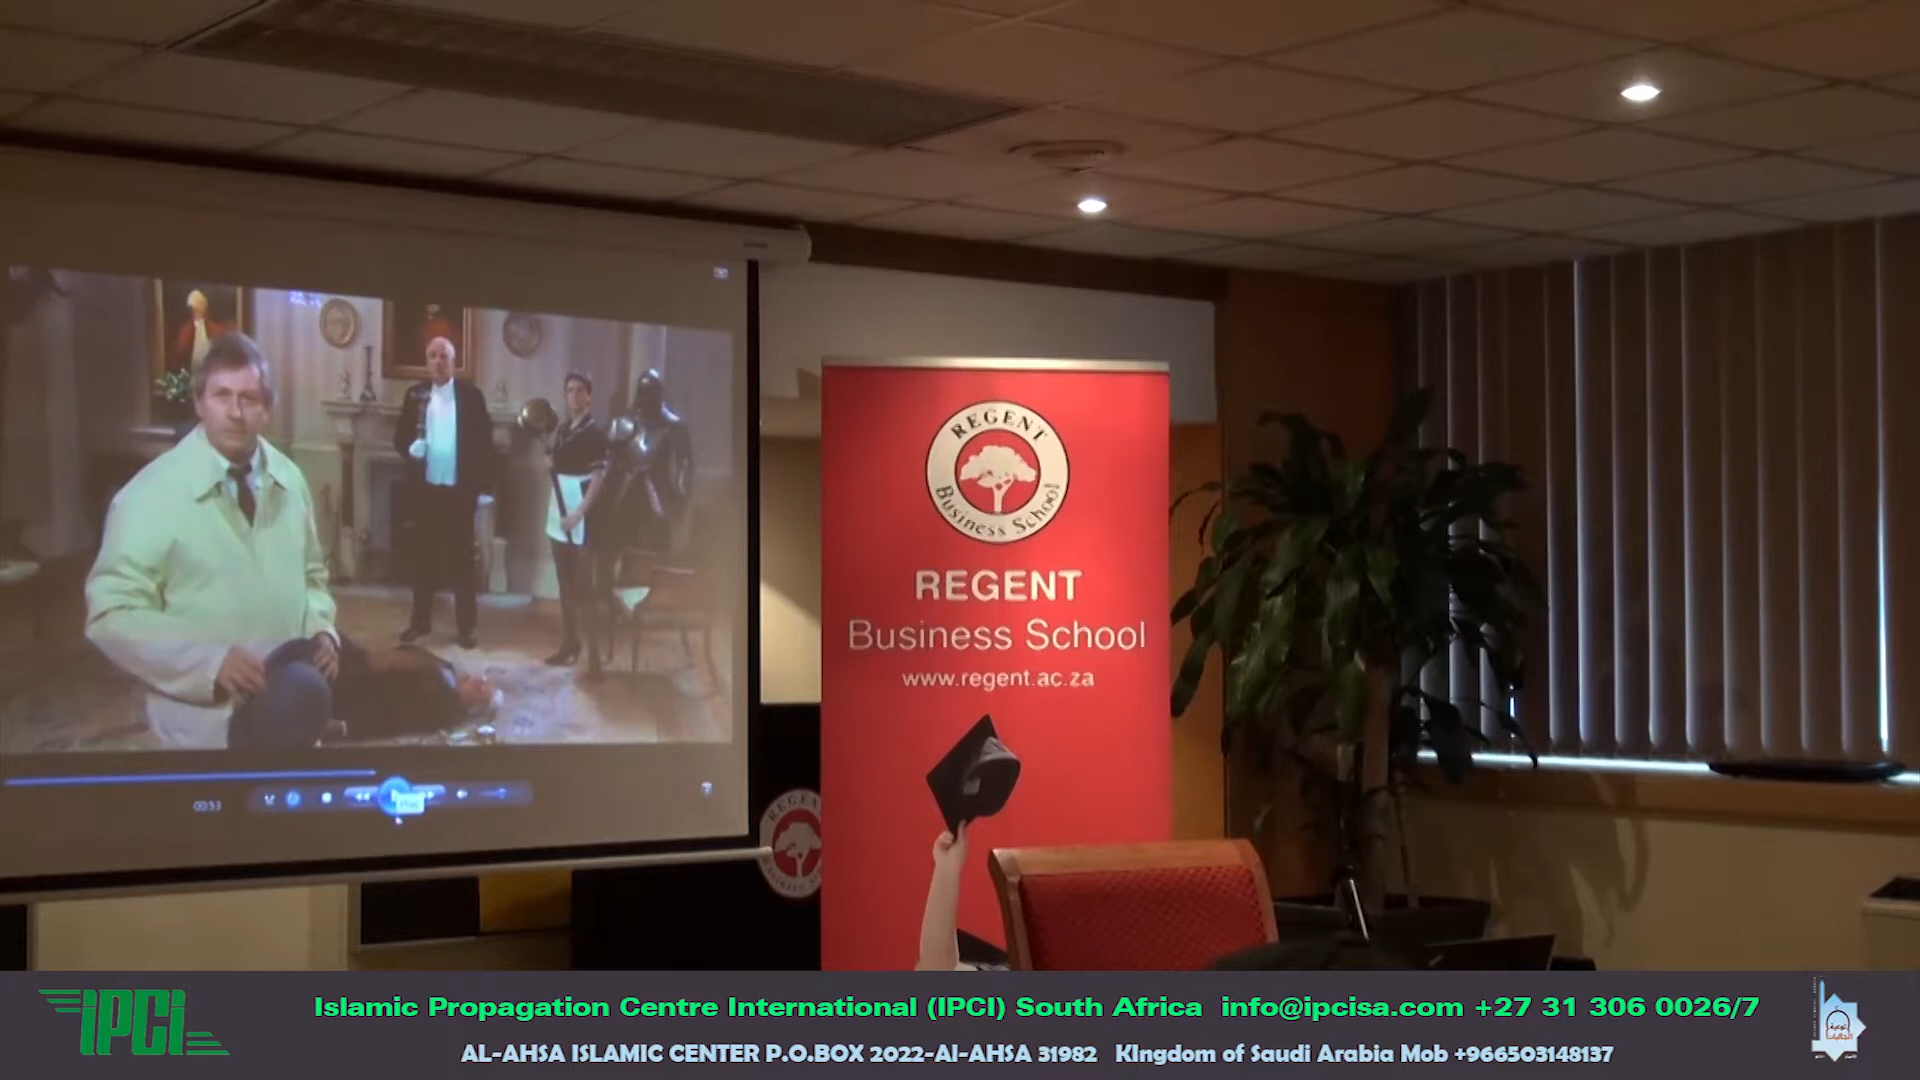 REGENT
Business School
REGENT
Business School
www.regent.ac.za
00:53
REGENT
iPCi
Islamic Propagation Centre International (IPCI) South Africa info@ipcisa.com +27 31 306 0026/7
AL-AHSA ISLAMIC CENTER P.O.BOX 2022-Al-AHSA 31982 KIngdom of Saudi Arabia Mob +966503148137